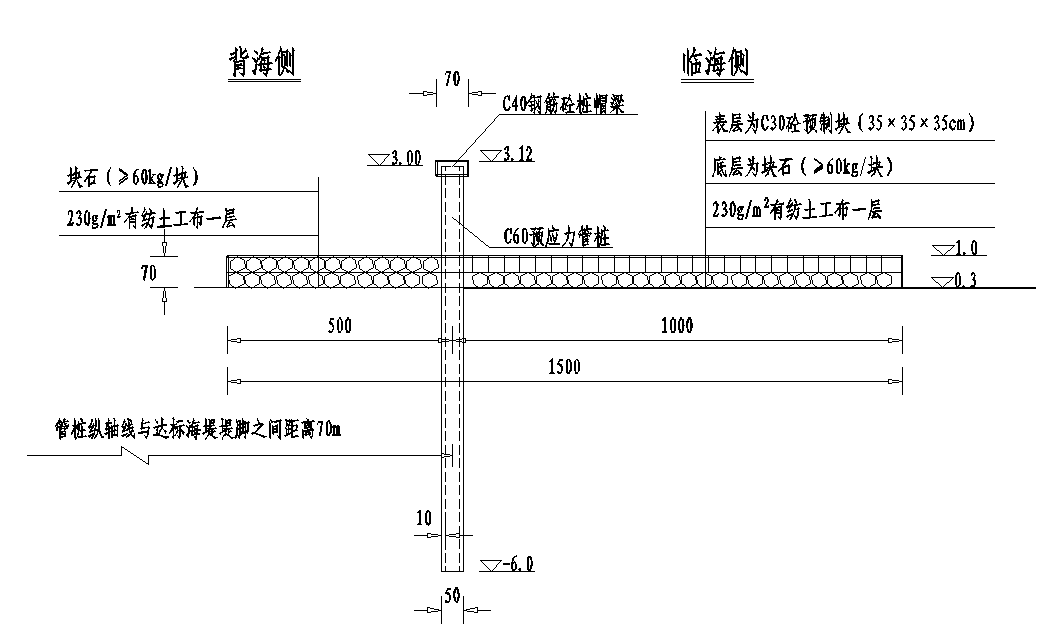 背海侧
临海侧
70
C40钢筋砼桩帽梁
表层为C30砼预制块（35×35×35cm）
3.00
3.12
块石（≥60kg/块）
底层为块石（≥60kg/块）
230g/m²有纺土工布一层
230g/m²有纺土工布一层
C60预应力管桩
1.0
70
0.3
500
1000
1500
管桩纵轴线与达标海堤堤脚之间距离70m
10
-6.0
50